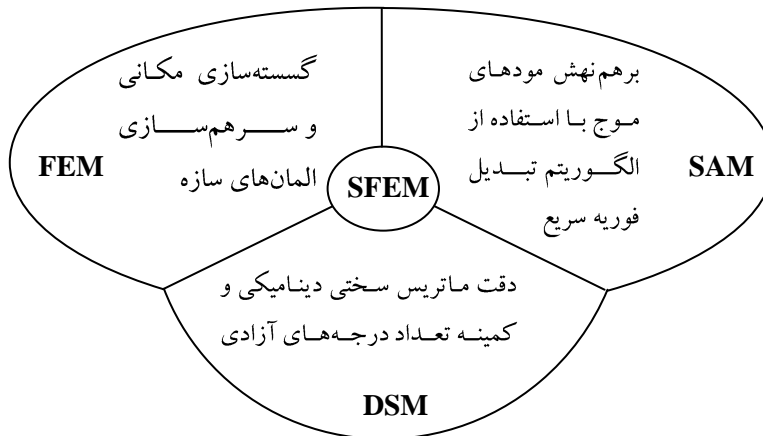 برهم‌نهش مودهای
موج با استفاده از
الگوریتم تبدیل
فوریه سریع
SAM
گسسته‌سازی مکانی
و سرهم‌سازی
المان‌های سازه
FEM
SFEM
دقت ماتریس سختی دینامیکی و
کمینه تعداد درجه‌های آزادی
DSM